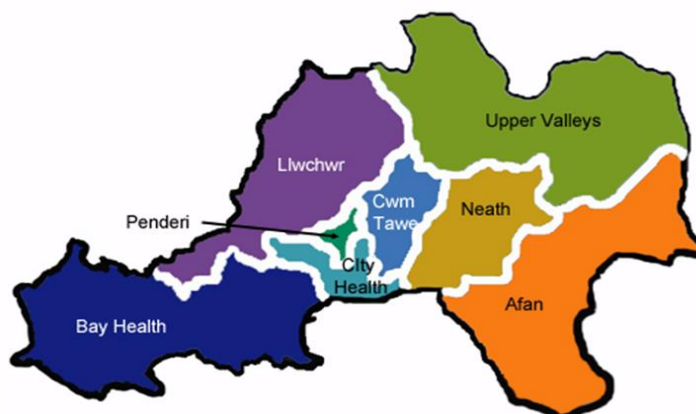 Upper Valleys
Llwchwr
Cwm
Tawe
Neath
Penderi
CIty
Health
Afan
Bay Health